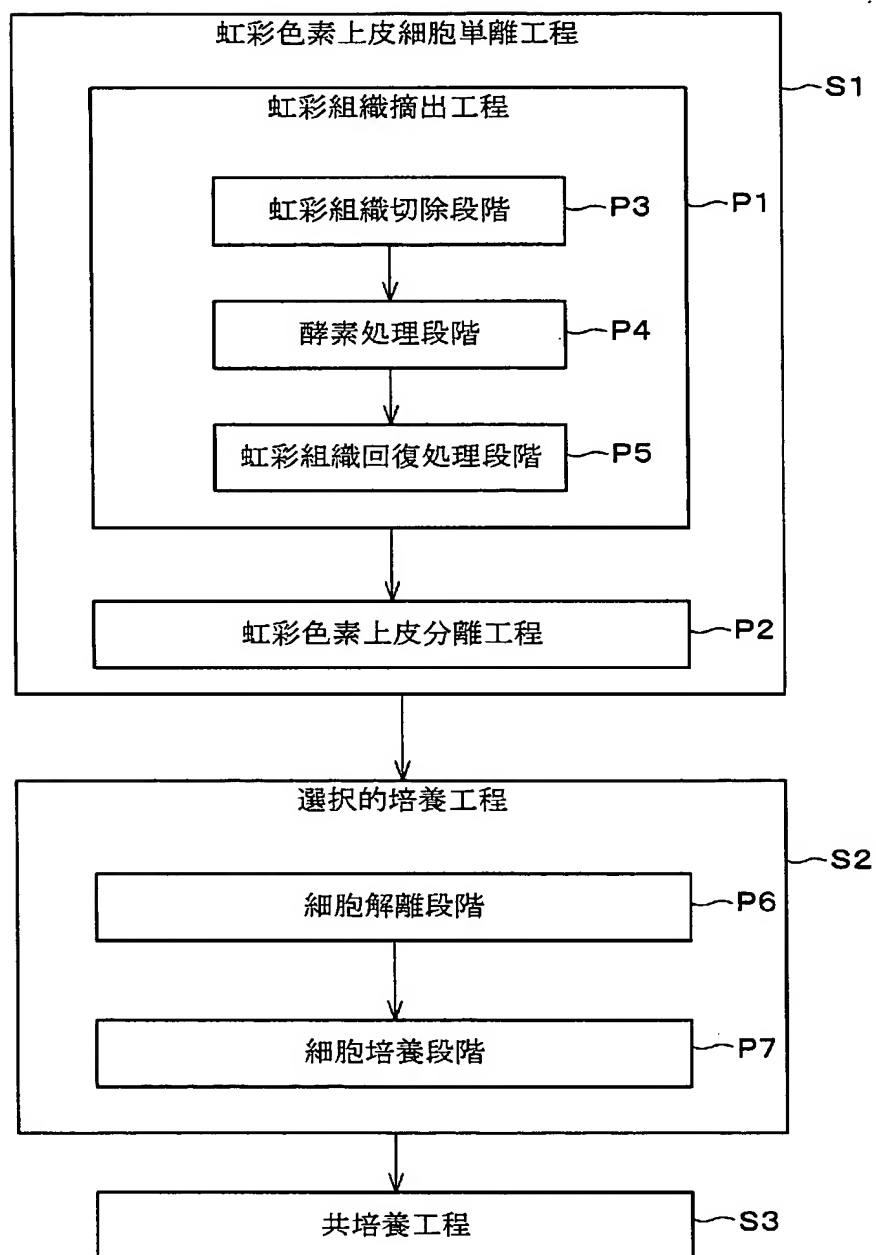 虹彩色素上皮細胞単離工程
S1
虹彩組織摘出工程
P1
虹彩組織切除段階
P3
酵素処理段階
P4
虹彩組織回復処理段階
P5
虹彩色素上皮分離工程
P2
選択的培養工程
S2
細胞解離段階
P6
細胞培養段階
P7
共培養工程
S3